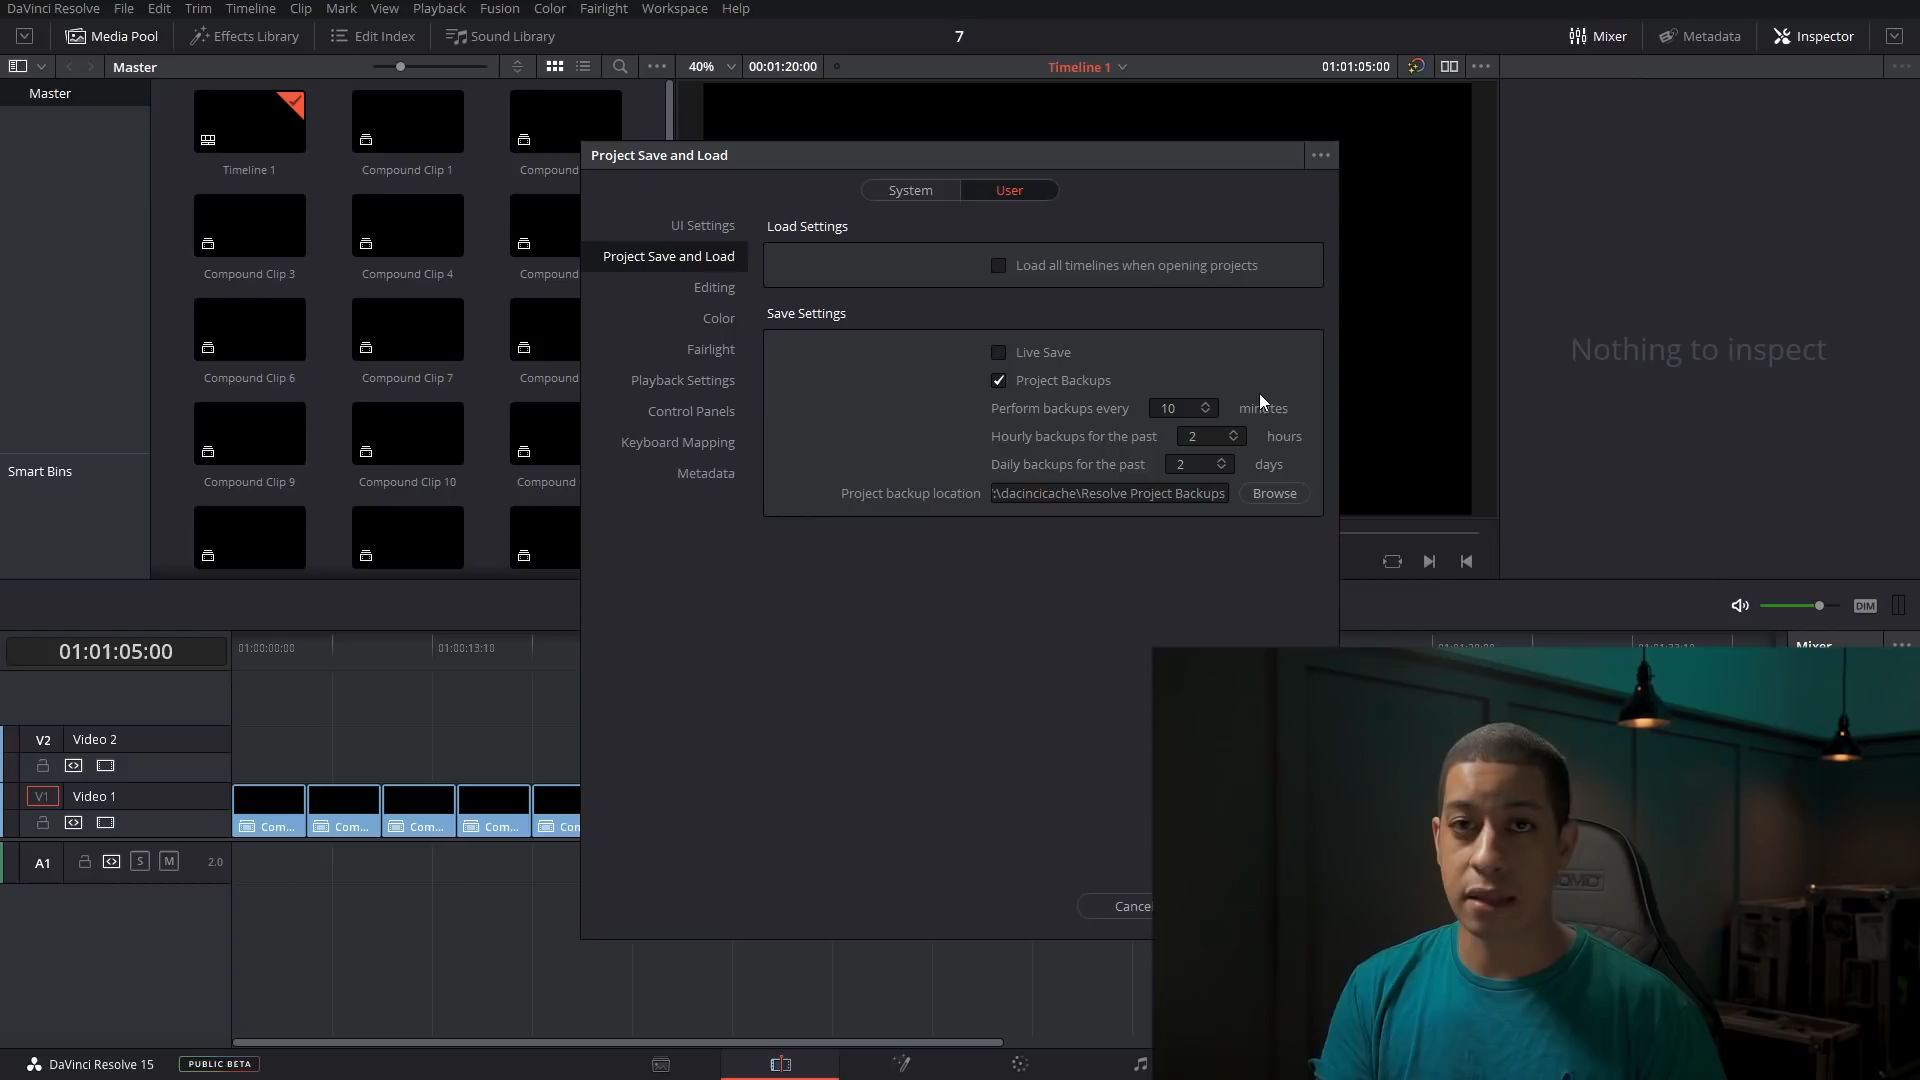 DaVinci Resolve File Edit Trim Timeline Clip Mark View Playback Fusion Color Fairlight Workspace Help
Media Pool Effects Library Edit Index Sound Library 7 Mixer Metadata Inspector
Master 40% 00:01:20:00 Timeline 1 01:01:05:00
Master
Timeline 1 Compound Clip 1
Compound Clip 3 Compound Clip 4
Compound Clip 6 Compound Clip 7
Compound Clip 9 Compound Clip 10
Smart Bins
Project Save and Load
System User
UI Settings
Project Save and Load
Editing
Color
Fairlight
Playback Settings
Control Panels
Keyboard Mapping
Metadata
Load Settings
Load all timelines when opening projects
Save Settings
Live Save
Project Backups
Perform backups every 10 minutes
Hourly backups for the past 2 hours
Daily backups for the past 2 days
Project backup location :\dacincicache\Resolve Project Backups Browse
Nothing to inspect
DIM
01:01:05:00 01:00:00:00 01:00:13:10
Mixer
V2 Video 2
V1 Video 1
Com... Com... Com... Com... Con
A1 S M 2.0
Cance
DaVinci Resolve 15 PUBLIC BETA